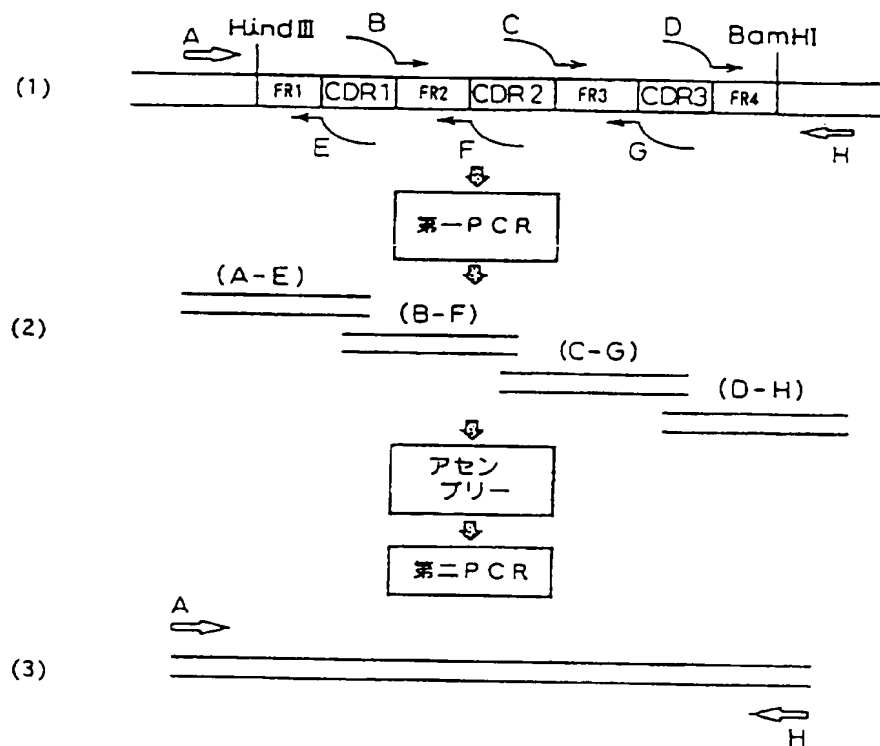 A HindⅢ B C D BamHI
(1)
FR1 CDR1 FR2 CDR2 FR3 CDR3 FR4
E F G H
第一PCR
(A-E)
(2)
(B-F)
(C-G)
(D-H)
アセン
ブリー
第二PCR
A
(3)
H